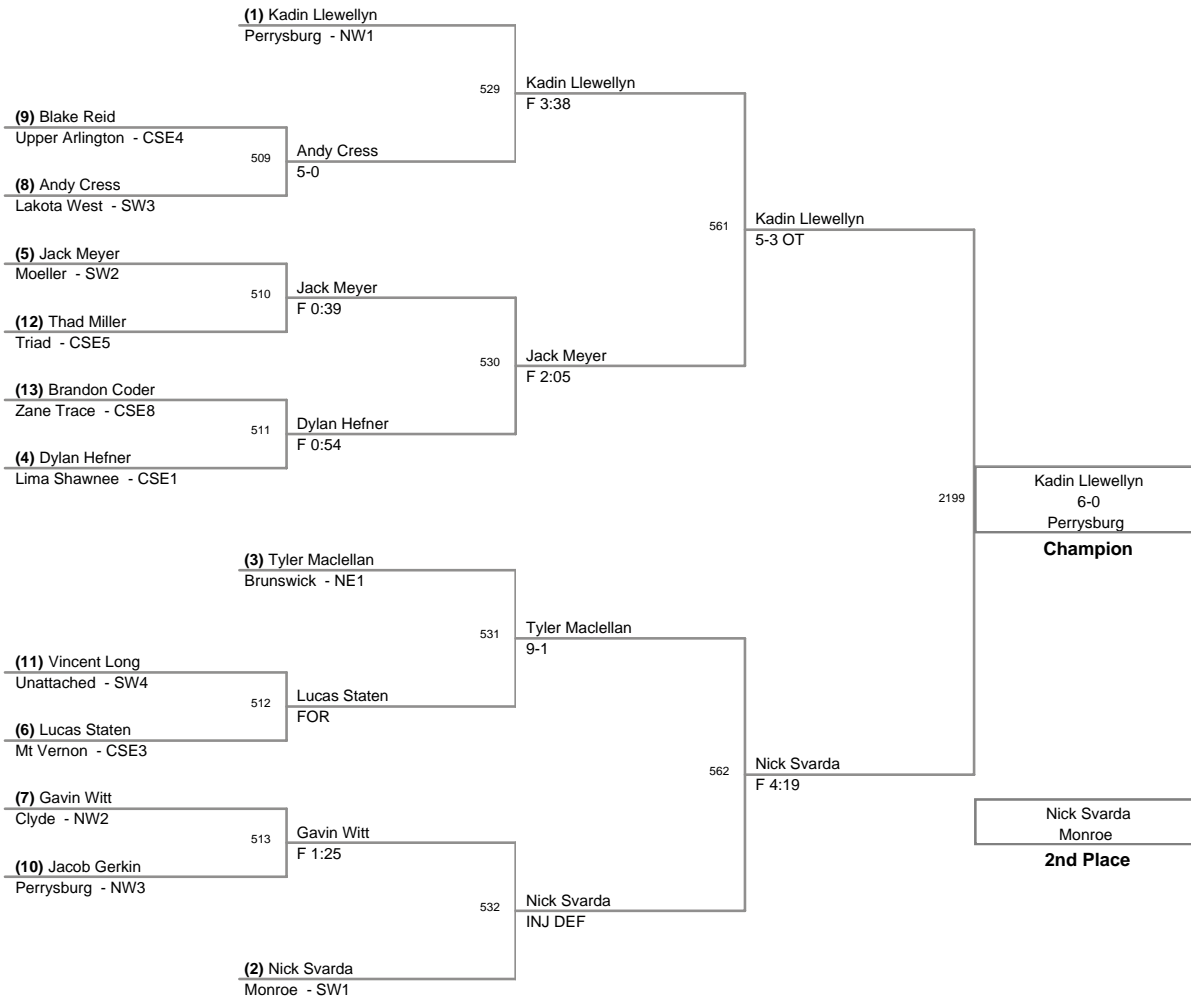 (1) Kadin Llewellyn
Perrysburg - NW1
529
Kadin Llewellyn
F 3:38
(9) Blake Reid
Upper Arlington - CSE4
509
Andy Cress
5-0
(8) Andy Cress
Lakota West - SW3
561
Kadin Llewellyn
5-3 OT
(5) Jack Meyer
Moeller - SW2
510
Jack Meyer
F 0:39
(12) Thad Miller
Triad - CSE5
530
Jack Meyer
F 2:05
(13) Brandon Coder
Zane Trace - CSE8
511
Dylan Hefner
F 0:54
(4) Dylan Hefner
Lima Shawnee - CSE1
2199
Kadin Llewellyn
6-0
Perrysburg
Champion
(3) Tyler Maclellan
Brunswick - NE1
531
Tyler Maclellan
9-1
(11) Vincent Long
Unattached - SW4
512
Lucas Staten
FOR
(6) Lucas Staten
Mt Vernon - CSE3
562
Nick Svarda
F 4:19
(7) Gavin Witt
Clyde - NW2
513
Gavin Witt
F 1:25
(10) Jacob Gerkin
Perrysburg - NW3
Nick Svarda
Monroe
2nd Place
532
Nick Svarda
INJ DEF
(2) Nick Svarda
Monroe - SW1